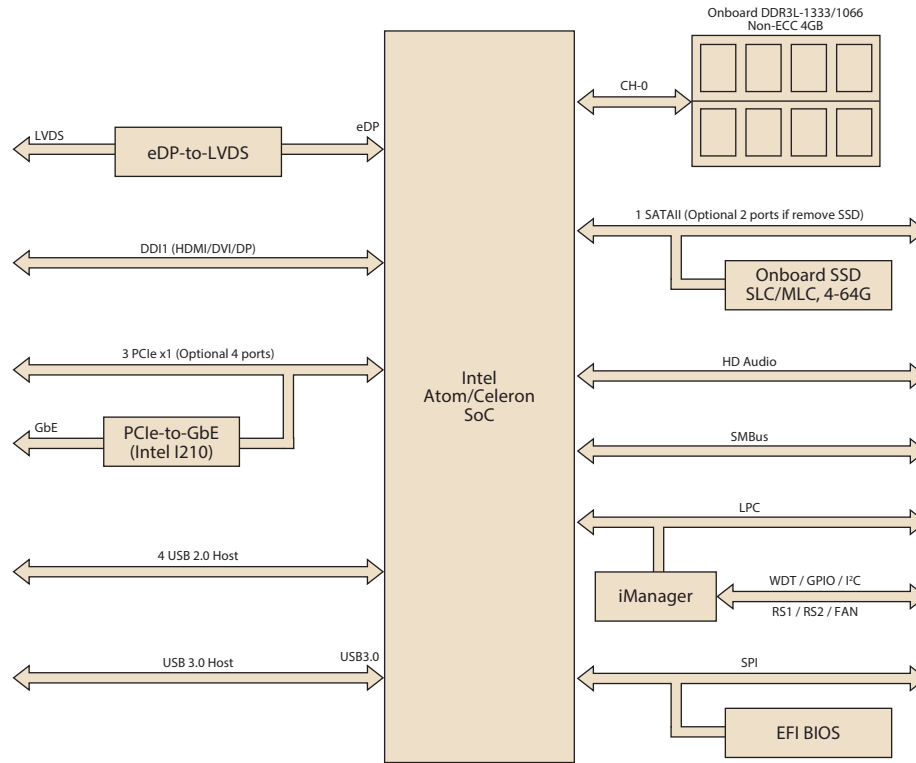 Onboard DDR3L-1333/1066
Non-ECC 4GB
CH-0
LVDS
eDP-to-LVDS
eDP
1 SATAII (Optional 2 ports if remove SSD)
Onboard SSD
SLC/MLC, 4-64G
DDI1 (HDMI/DVI/DP)
3 PCIe x1 (Optional 4 ports)
GbE
PCIe-to-GbE
(Intel I210)
Intel
Atom/Celeron
SoC
HD Audio
SMBus
LPC
iManager
WDT / GPIO / I²C
RS1 / RS2 / FAN
4 USB 2.0 Host
USB 3.0 Host
USB3.0
SPI
EFI BIOS